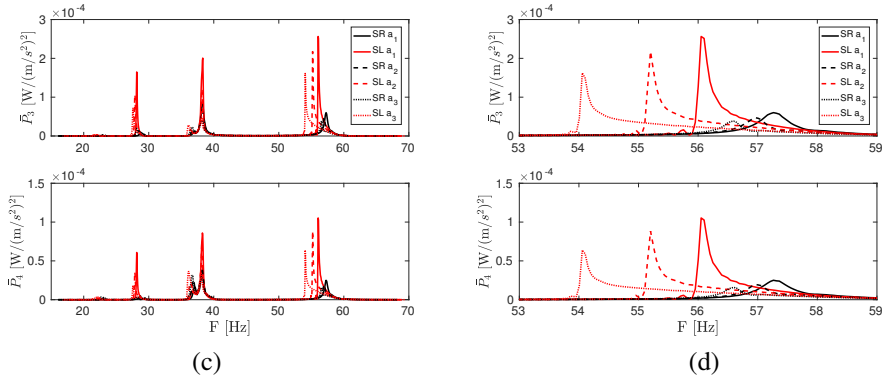 ×10⁻⁴ ×10⁻⁴
3 3
2 2
1 1
0 0
P̄₃ [W/(m/s²)²] P̄₃ [W/(m/s²)²]
SR a₁ SR a₁
SL a₁ SL a₁
SR a₂ SR a₂
SL a₂ SL a₂
SR a₃ SR a₃
SL a₃ SL a₃
20 30 40 50 60 70 53 54 55 56 57 58 59
×10⁻⁴ ×10⁻⁴
1.5 1.5
1 1
0.5 0.5
0 0
P̄₄ [W/(m/s²)²] P̄₄ [W/(m/s²)²]
20 30 40 50 60 70 53 54 55 56 57 58 59
F [Hz] F [Hz]
(c) (d)